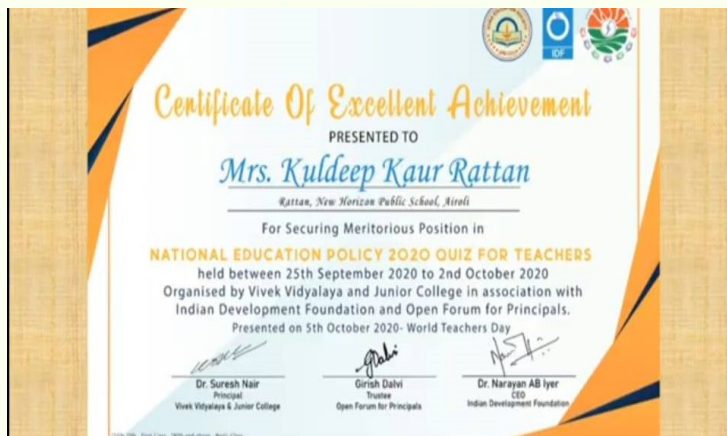 IDF
Certificate Of Excellent Achievement
PRESENTED TO
Mrs. Kuldeep Kaur Rattan
Rattan, New Horizon Public School, Airoli
For Securing Meritorious Position in
NATIONAL EDUCATION POLICY 2020 QUIZ FOR TEACHERS
held between 25th September 2020 to 2nd October 2020
Organised by Vivek Vidyalaya and Junior College in association with
Indian Development Foundation and Open Forum for Principals.
Presented on 5th October 2020- World Teachers Day
Dr. Suresh Nair
Principal
Vivek Vidyalaya & Junior College
Girish Dalvi
Trustee
Open Forum for Principals
Dr. Narayan AB Iyer
CEO
Indian Development Foundation